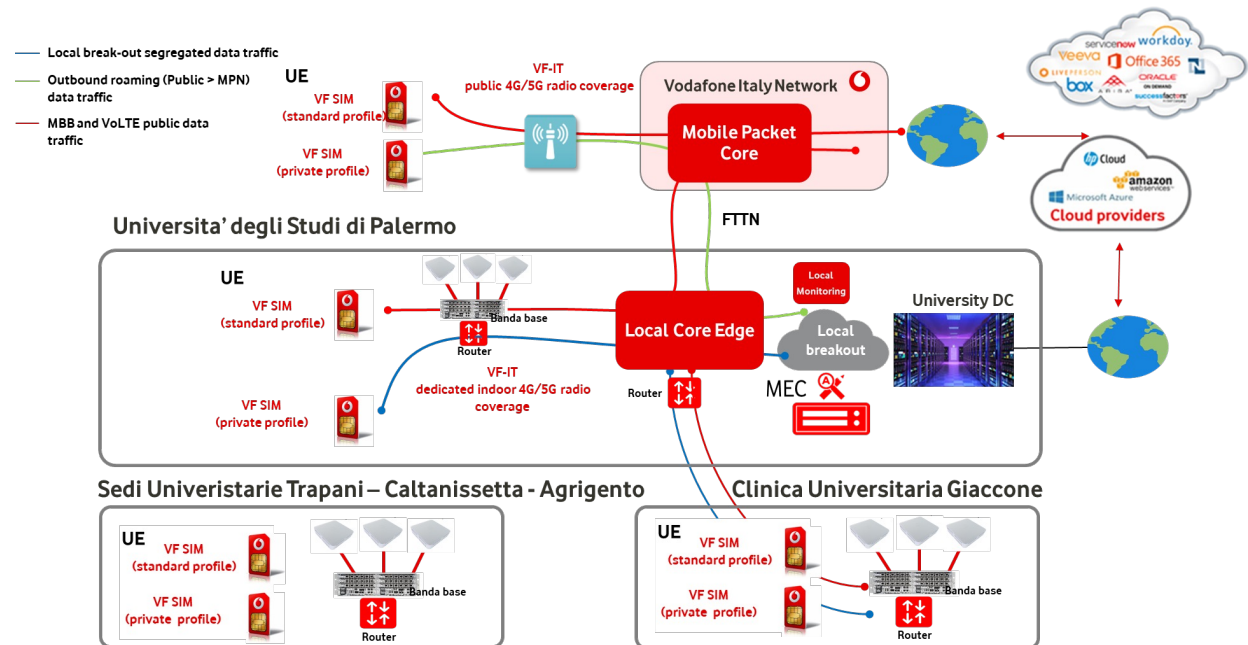 Local break-out segregated data traffic
Outbound roaming (Public > MPN)
data traffic
MBB and VoLTE public data
traffic
UE
VF SIM
(standard profile)
VF SIM
(private profile)
VF-IT
public 4G/5G radio coverage
Vodafone Italy Network
Mobile Packet
Core
servicenow
workday.
veeva
Office 365
N
LIVEPERSON
ORACLE
ON DEMAND
box
ARIBA
successfactors
hp Cloud
amazon
webservices™
Microsoft Azure
Cloud providers
FTTN
Universita’ degli Studi di Palermo
UE
VF SIM
(standard profile)
Banda base
Router
VF-IT
dedicated indoor 4G/5G radio
coverage
VF SIM
(private profile)
Local Core Edge
Local
Monitoring
Local
breakout
University DC
Router
MEC
A
Sedi Univeristarie Trapani – Caltanissetta - Agrigento
UE
VF SIM
(standard profile)
VF SIM
(private profile)
Banda base
Router
Clinica Universitaria Giaccone
UE
VF SIM
(standard profile)
VF SIM
(private profile)
Banda base
Router